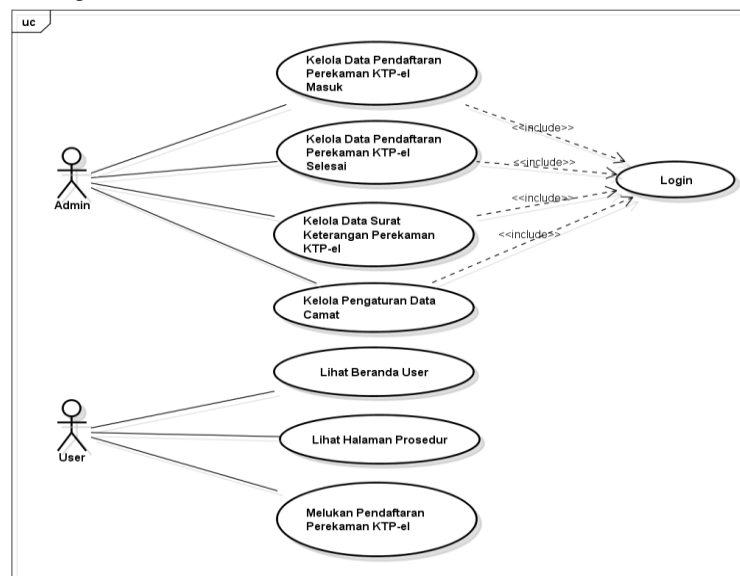 uc
Kelola Data Pendaftaran
Perekaman KTP-el
Masuk
<<include>>
Kelola Data Pendaftaran
Perekaman KTP-el
Selesai
<<include>>
Login
Admin
Kelola Data Surat
Keterangan Perekaman
KTP-el
<<include>>
<<include>>
Kelola Pengaturan Data
Camat
Lihat Beranda User
User
Lihat Halaman Prosedur
Melukan Pendaftaran
Perekaman KTP-el